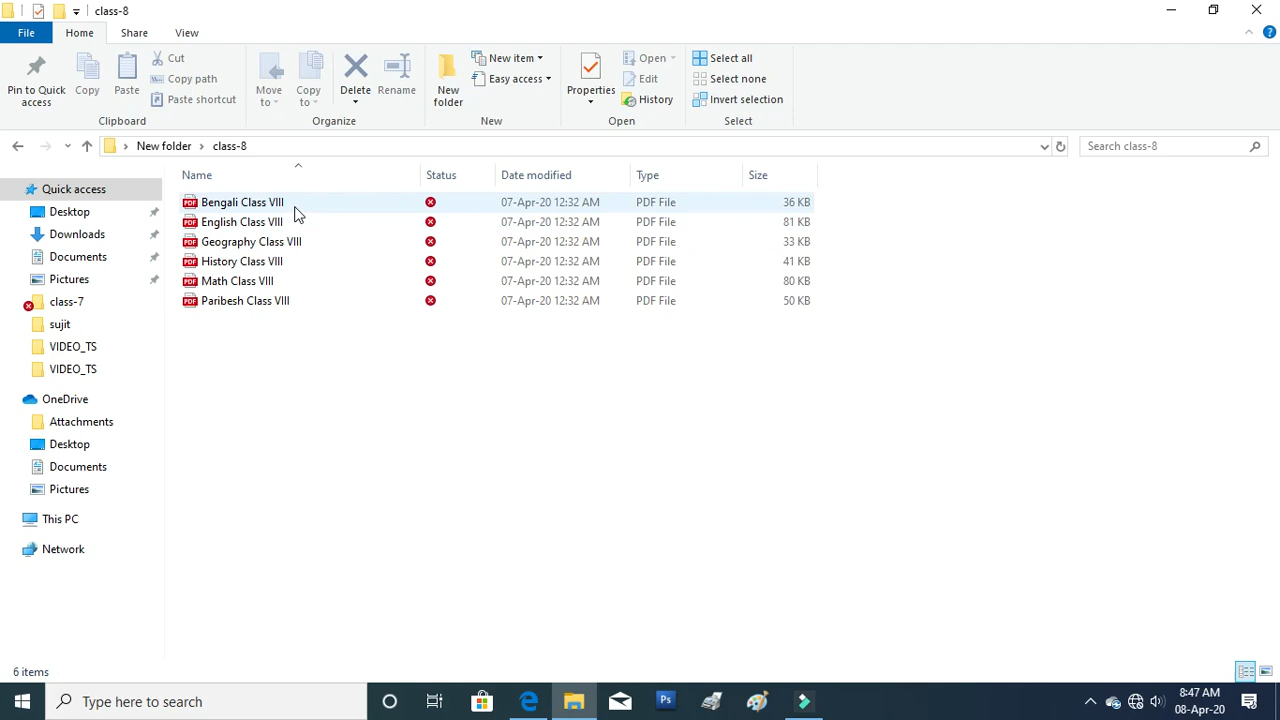 class-8
File Home Share View
Pin to Quick access
Copy
Paste
Cut
Copy path
Paste shortcut
Clipboard
Move to
Copy to
Delete
Rename
Organize
New folder
New item
Easy access
New
Properties
Open
Edit
History
Open
Select all
Select none
Invert selection
Select
New folder > class-8
Search class-8
Name Status Date modified Type Size
Bengali Class VIII 07-Apr-20 12:32 AM PDF File 36 KB
English Class VIII 07-Apr-20 12:32 AM PDF File 81 KB
Geography Class VIII 07-Apr-20 12:32 AM PDF File 33 KB
History Class VIII 07-Apr-20 12:32 AM PDF File 41 KB
Math Class VIII 07-Apr-20 12:32 AM PDF File 80 KB
Paribesh Class VIII 07-Apr-20 12:32 AM PDF File 50 KB
Quick access
Desktop
Downloads
Documents
Pictures
class-7
sujit
VIDEO_TS
VIDEO_TS
OneDrive
Attachments
Desktop
Documents
Pictures
This PC
Network
6 items
Type here to search
Ps
8:47 AM
08-Apr-20